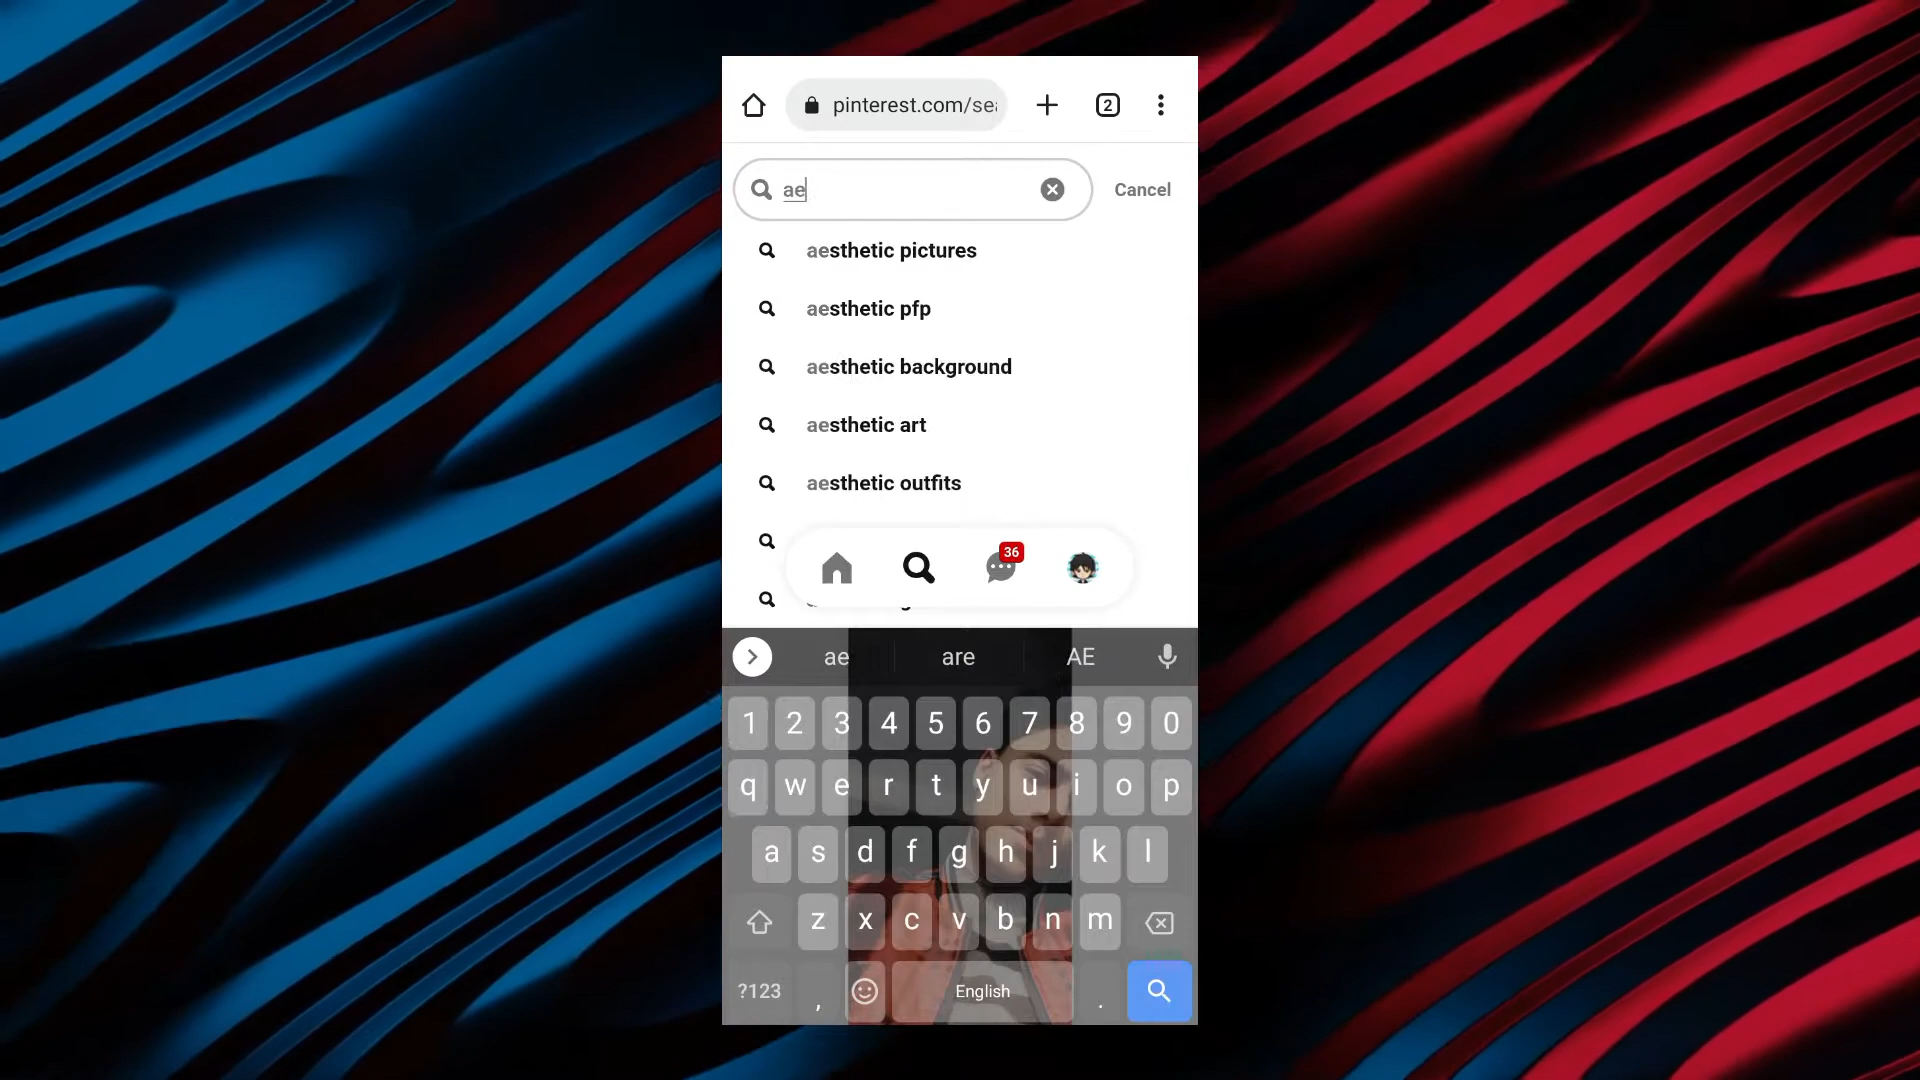 pinterest.com/sea
2
ae
Cancel
aesthetic pictures
aesthetic pfp
aesthetic background
aesthetic art
aesthetic outfits
36
ae are AE
1 2 3 4 5 6 7 8 9 0
q w e r t y u i o p
a s d f g h j k l
z x c v b n m
?123 , English .